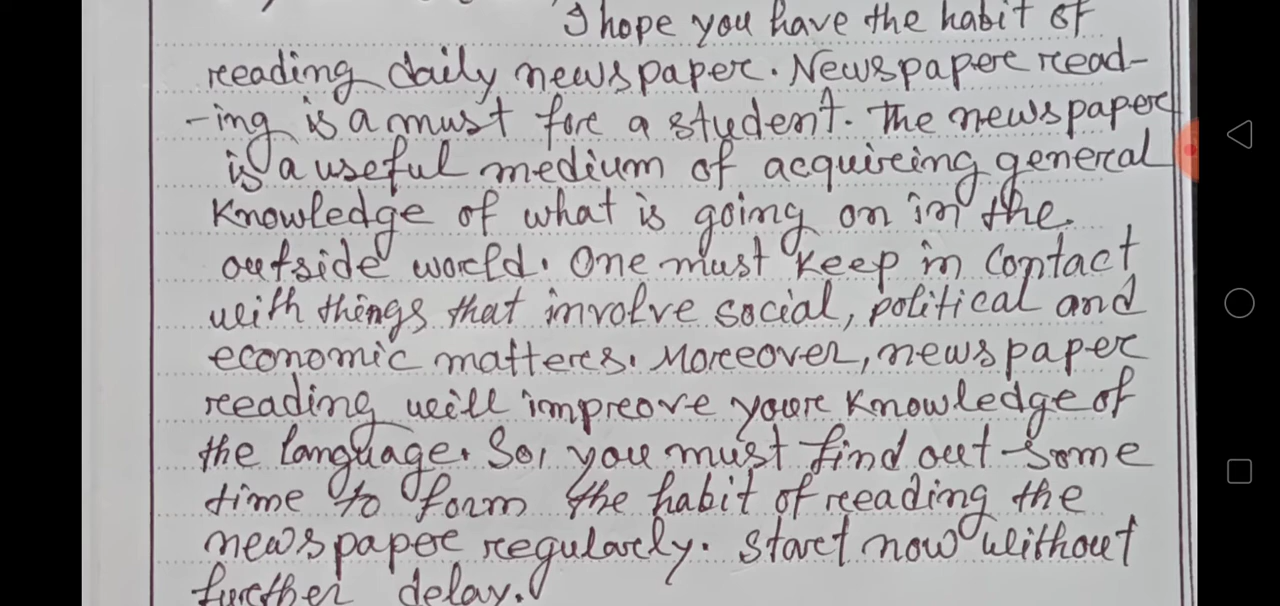 I hope you have the habit of
reading daily newspaper. Newspaper read-
-ing is a must for a student. The newspaper
is a useful medium of acquiring general
knowledge of what is going on in the
outside world. One must keep in contact
with things that involve social, political and
economic matters. Moreover, newspaper
reading will improve your knowledge of
the language. So, you must find out some
time to form the habit of reading the
newspaper regularly. Start now without
further delay.